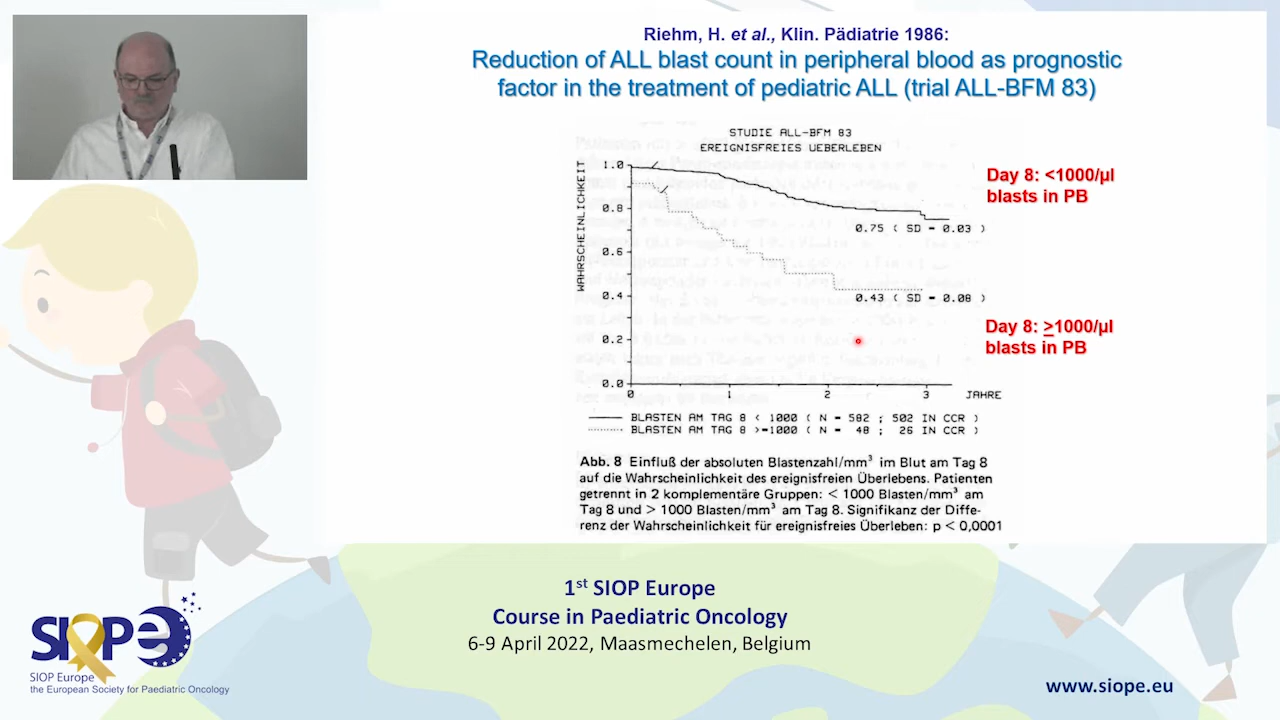 Riehm, H. et al., Klin. Pädiatrie 1986:
Reduction of ALL blast count in peripheral blood as prognostic
factor in the treatment of pediatric ALL (trial ALL-BFM 83)
STUDIE ALL-BFM 83
EREIGNISFREIES UEBERLEBEN
WAHRSCHEINLICHKEIT
1.0
0.8
0.6
0.4
0.2
0.0
0.75 ( SD = 0.03 )
0.43 ( SD = 0.08 )
0 1 2 3 JAHRE
Day 8: <1000/µl
blasts in PB
Day 8: ≥1000/µl
blasts in PB
BLASTEN AM TAG 8 < 1000 ( N = 582 ; 502 IN CCR )
BLASTEN AM TAG 8 >=1000 ( N = 48 ; 26 IN CCR )
Abb. 8 Einfluß der absoluten Blastenzahl/mm³ im Blut am Tag 8
auf die Wahrscheinlichkeit des ereignisfreien Überlebens. Patienten
getrennt in 2 komplementäre Gruppen: < 1000 Blasten/mm³ am
Tag 8 und > 1000 Blasten/mm³ am Tag 8. Signifikanz der Diffe-
renz der Wahrscheinlichkeit für ereignisfreies Überleben: p < 0,0001
1st SIOP Europe
Course in Paediatric Oncology
6-9 April 2022, Maasmechelen, Belgium
SIOPe
SIOP Europe
the European Society for Paediatric Oncology
www.siope.eu